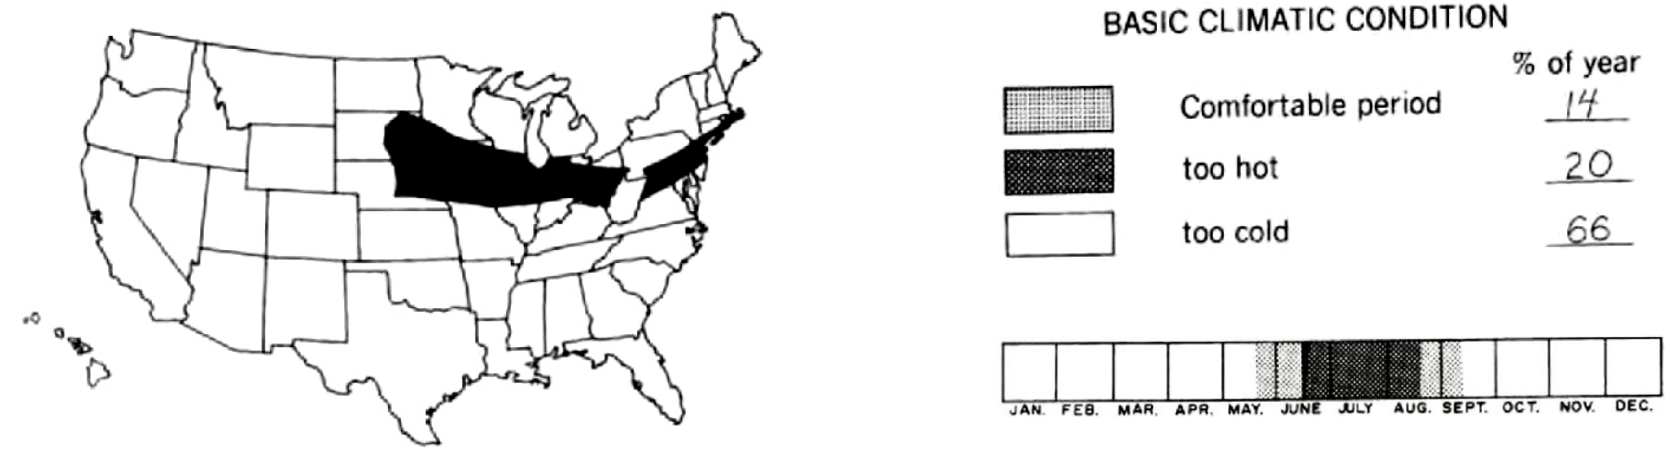 BASIC CLIMATIC CONDITION
% of year
Comfortable period 14
too hot 20
too cold 66
JAN. FEB. MAR. APR. MAY. JUNE JULY AUG. SEPT. OCT. NOV. DEC.